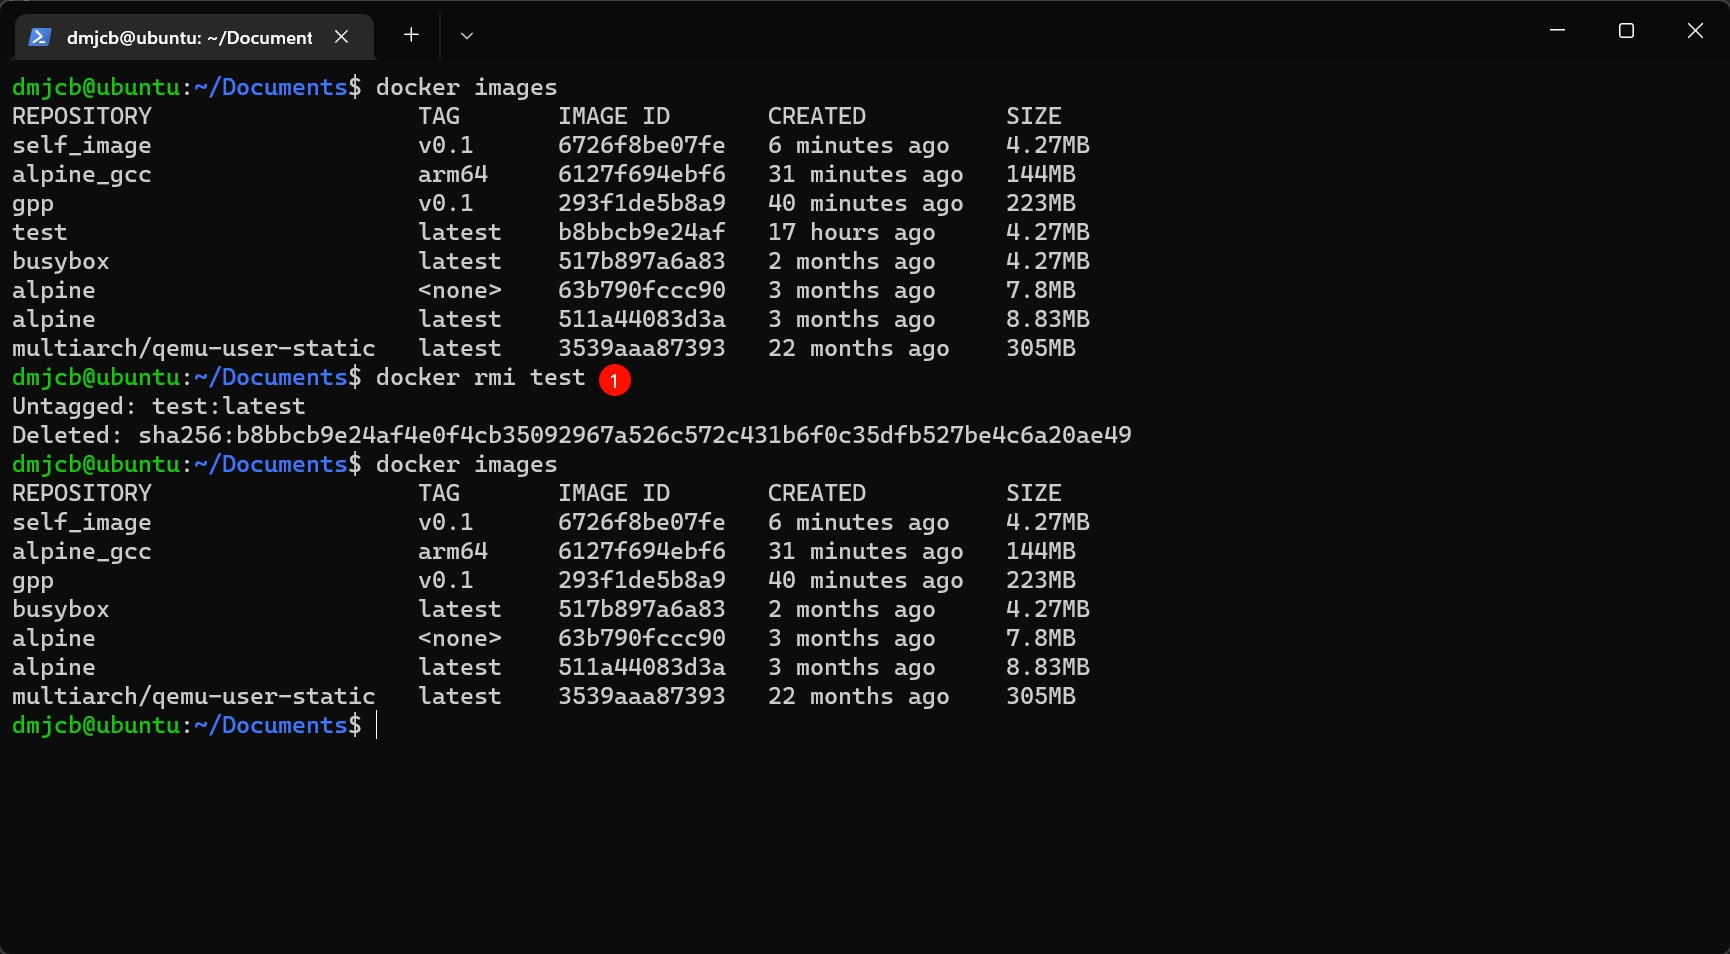 dmjcb@ubuntu: ~/Document
dmjcb@ubuntu:~/Documents$ docker images
REPOSITORY TAG IMAGE ID CREATED SIZE
self_image v0.1 6726f8be07fe 6 minutes ago 4.27MB
alpine_gcc arm64 6127f694ebf6 31 minutes ago 144MB
gpp v0.1 293f1de5b8a9 40 minutes ago 223MB
test latest b8bbcb9e24af 17 hours ago 4.27MB
busybox latest 517b897a6a83 2 months ago 4.27MB
alpine <none> 63b790fccc90 3 months ago 7.8MB
alpine latest 511a44083d3a 3 months ago 8.83MB
multiarch/qemu-user-static latest 3539aaa87393 22 months ago 305MB
dmjcb@ubuntu:~/Documents$ docker rmi test 1
Untagged: test:latest
Deleted: sha256:b8bbcb9e24af4e0f4cb35092967a526c572c431b6f0c35dfb527be4c6a20ae49
dmjcb@ubuntu:~/Documents$ docker images
REPOSITORY TAG IMAGE ID CREATED SIZE
self_image v0.1 6726f8be07fe 6 minutes ago 4.27MB
alpine_gcc arm64 6127f694ebf6 31 minutes ago 144MB
gpp v0.1 293f1de5b8a9 40 minutes ago 223MB
busybox latest 517b897a6a83 2 months ago 4.27MB
alpine <none> 63b790fccc90 3 months ago 7.8MB
alpine latest 511a44083d3a 3 months ago 8.83MB
multiarch/qemu-user-static latest 3539aaa87393 22 months ago 305MB
dmjcb@ubuntu:~/Documents$